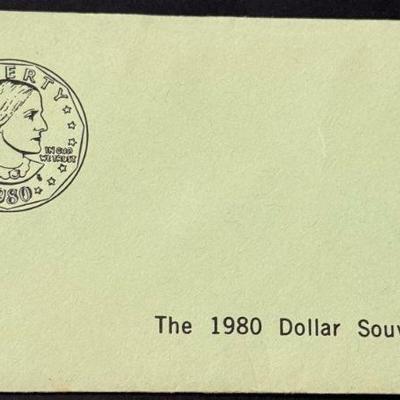 ERTY
IN GOD
WE TRUST
980
The 1980 Dollar Souv